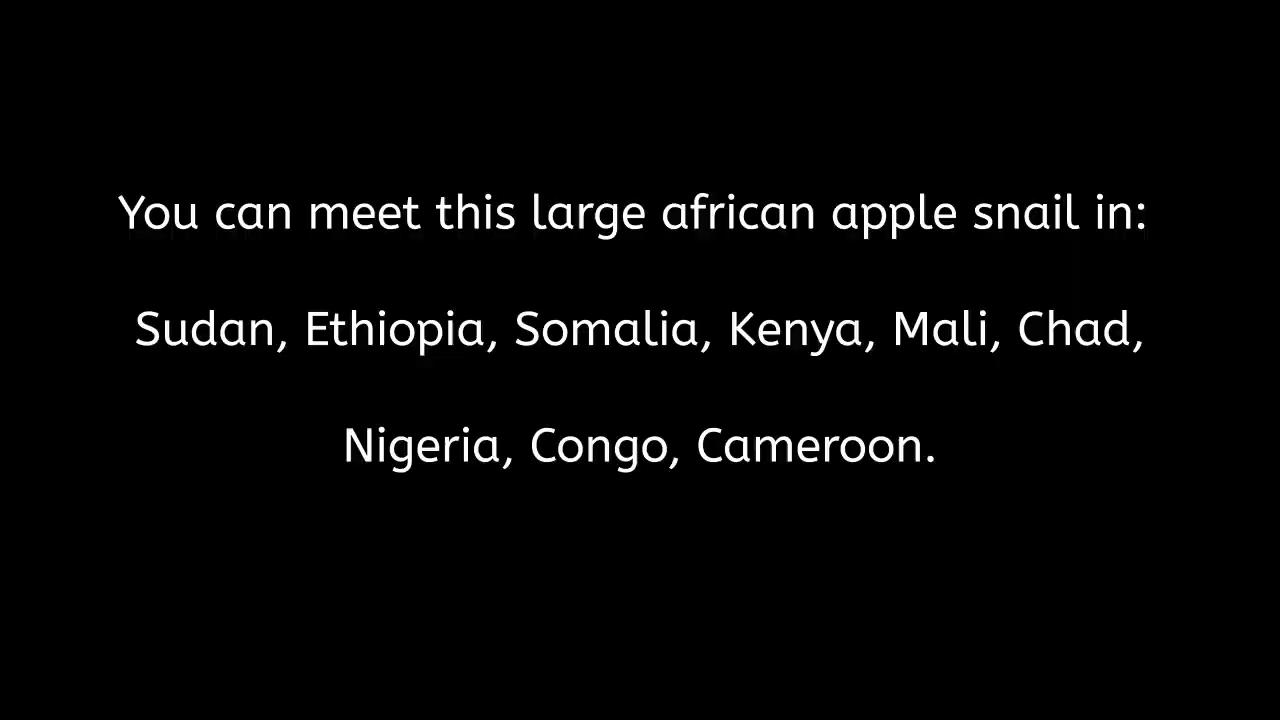 You can meet this large african apple snail in:
Sudan, Ethiopia, Somalia, Kenya, Mali, Chad,
Nigeria, Congo, Cameroon.